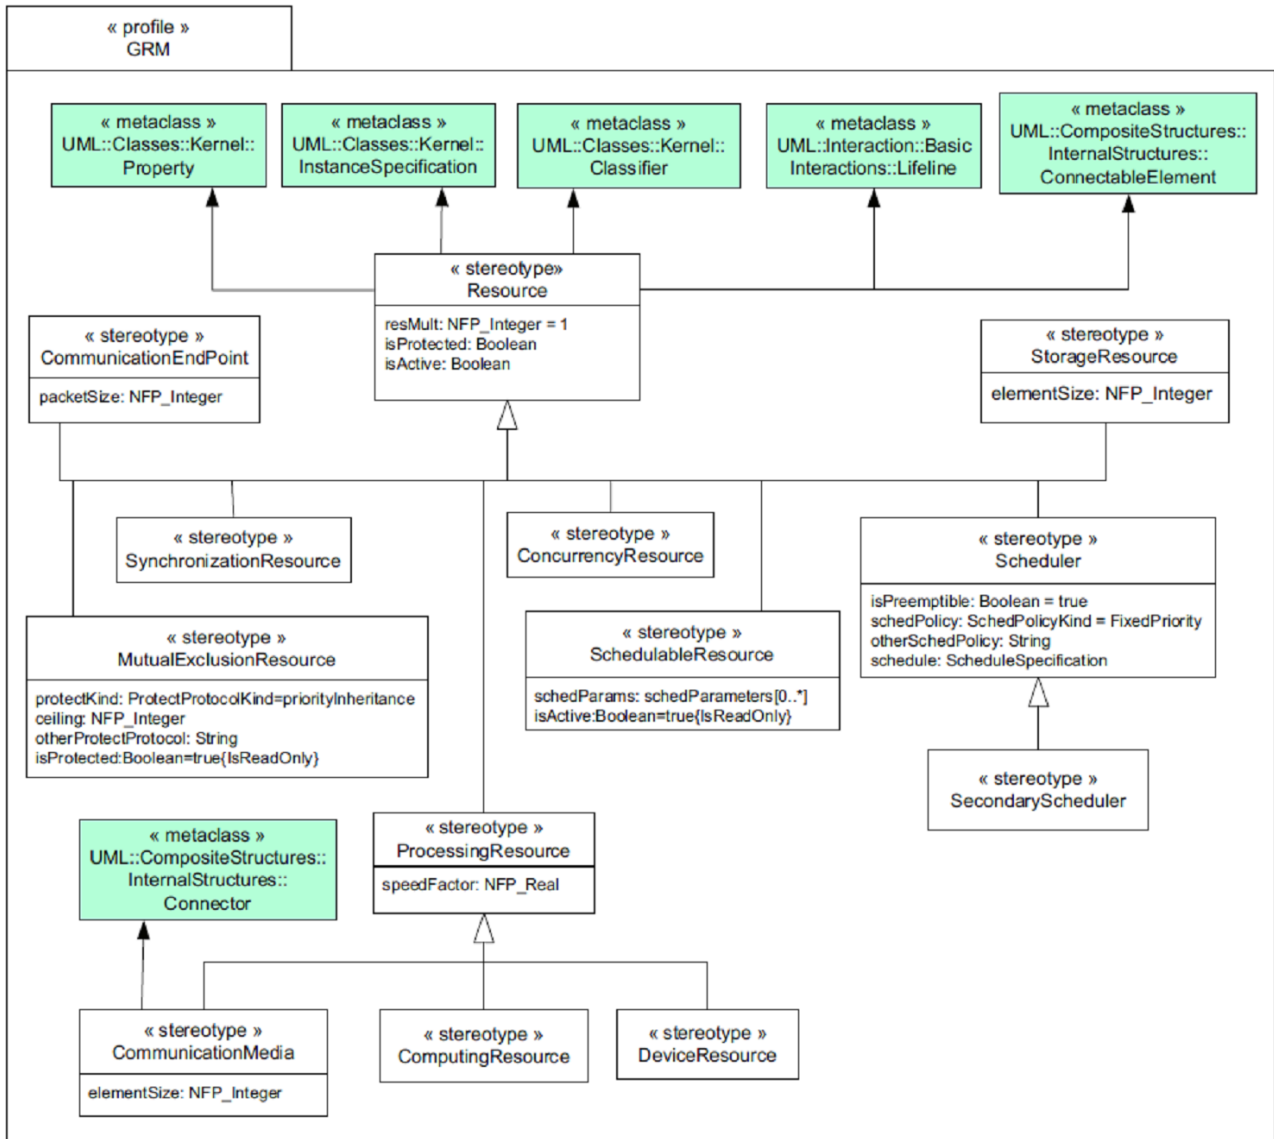 « profile »
GRM
« metaclass »
UML::Classes::Kernel::
Property
« metaclass »
UML::Classes::Kernel::
InstanceSpecification
« metaclass »
UML::Classes::Kernel::
Classifier
« metaclass »
UML::Interaction::Basic
Interactions::Lifeline
« metaclass »
UML::CompositeStructures::
InternalStructures::
ConnectableElement
« stereotype»
Resource
resMult: NFP_Integer = 1
isProtected: Boolean
isActive: Boolean
« stereotype »
CommunicationEndPoint
packetSize: NFP_Integer
« stereotype »
StorageResource
elementSize: NFP_Integer
« stereotype »
SynchronizationResource
« stereotype »
ConcurrencyResource
« stereotype »
Scheduler
isPreemptible: Boolean = true
schedPolicy: SchedPolicyKind = FixedPriority
otherSchedPolicy: String
schedule: ScheduleSpecification
« stereotype »
MutualExclusionResource
protectKind: ProtectProtocolKind=priorityInheritance
ceiling: NFP_Integer
otherProtectProtocol: String
isProtected:Boolean=true{IsReadOnly}
« stereotype »
SchedulableResource
schedParams: schedParameters[0..*]
isActive:Boolean=true{IsReadOnly}
« stereotype »
SecondaryScheduler
« metaclass »
UML::CompositeStructures::
InternalStructures::
Connector
« stereotype »
ProcessingResource
speedFactor: NFP_Real
« stereotype »
CommunicationMedia
elementSize: NFP_Integer
« stereotype »
ComputingResource
« stereotype »
DeviceResource